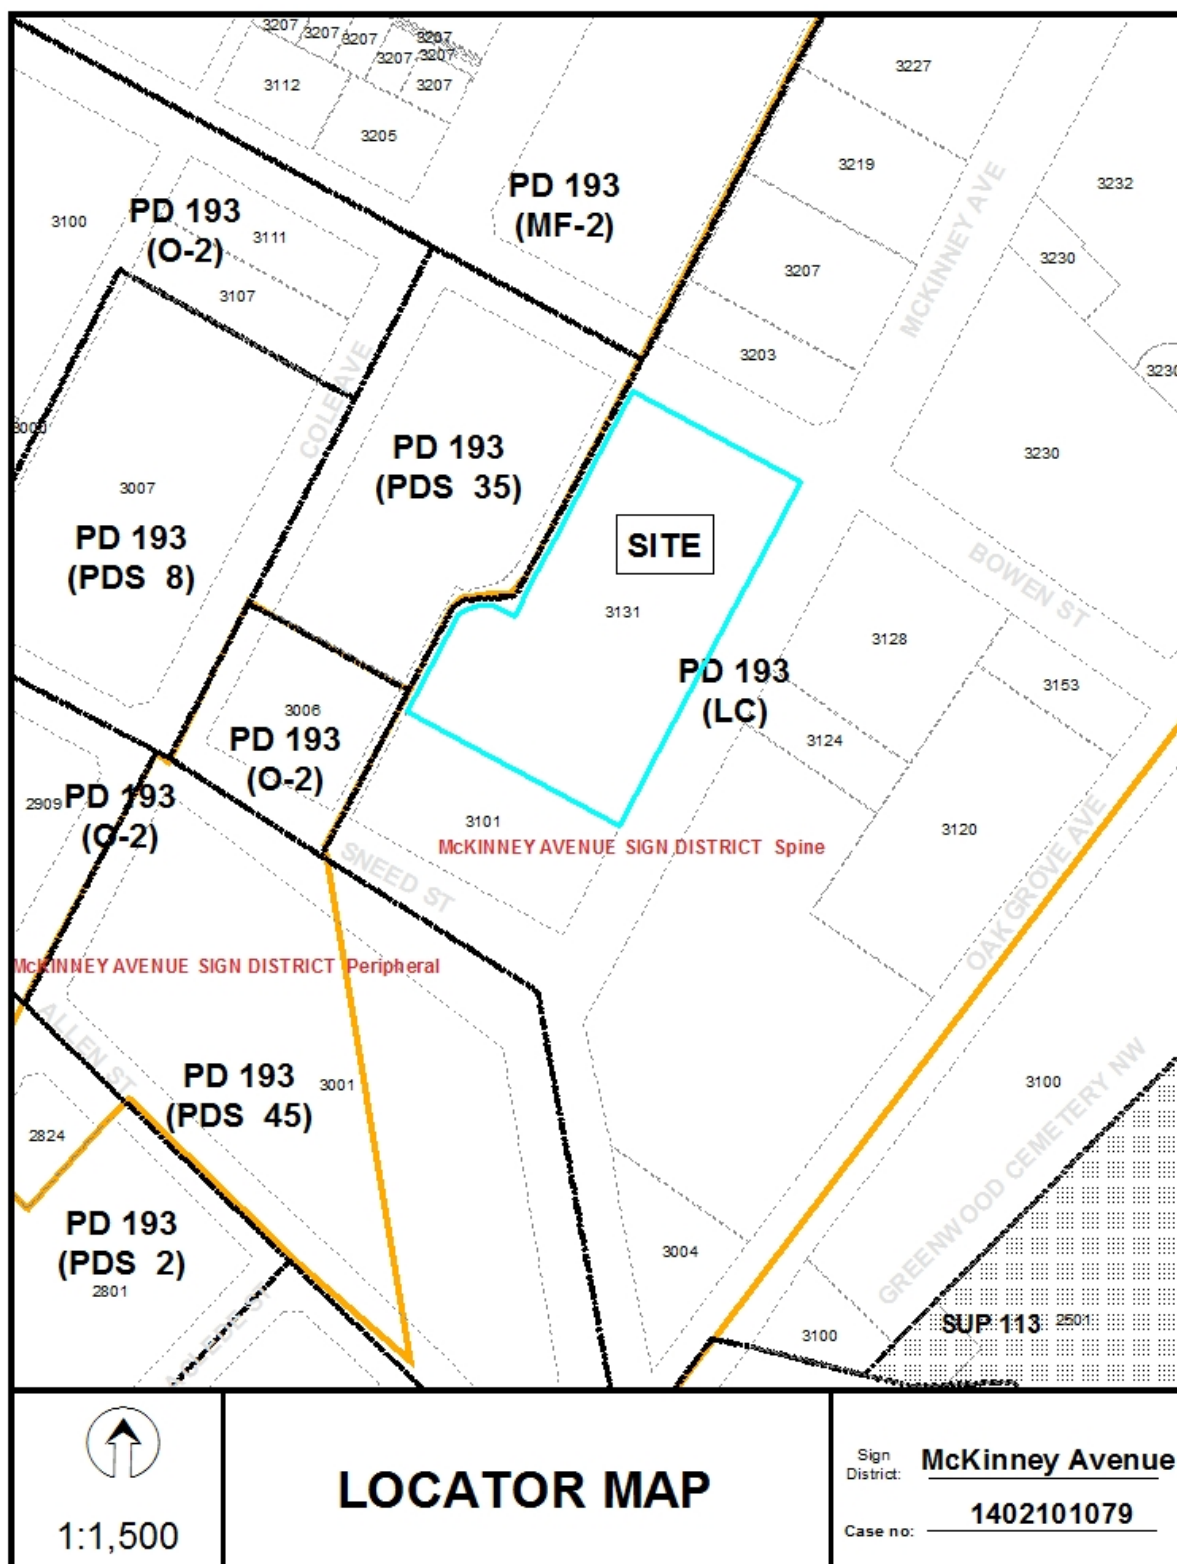 3207
3207
3207
3207
3207
3207
3207
3112
3205
3227
3219
3232
PD 193
(MF-2)
3100
PD 193
(O-2)
3111
3107
3207
3230
MCKINNEY AVE
3203
3230
COLE AVE
3000
3007
PD 193
(PDS 35)
3230
PD 193
(PDS 8)
SITE
3131
BOWEN ST
3128
3153
PD 193
(LC)
3124
3006
PD 193
(O-2)
2909
PD 193
(O-2)
3101
3120
McKINNEY AVENUE SIGN DISTRICT Spine
SNEED ST
OAK GROVE AVE
McKINNEY AVENUE SIGN DISTRICT Peripheral
ALLEN ST
PD 193
(PDS 45)
3001
3100
2824
GREENWOOD CEMETERY NW
PD 193
(PDS 2)
2801
3004
3100
SUP 113
2501
1:1,500
LOCATOR MAP
Sign
District:
McKinney Avenue
Case no:
1402101079